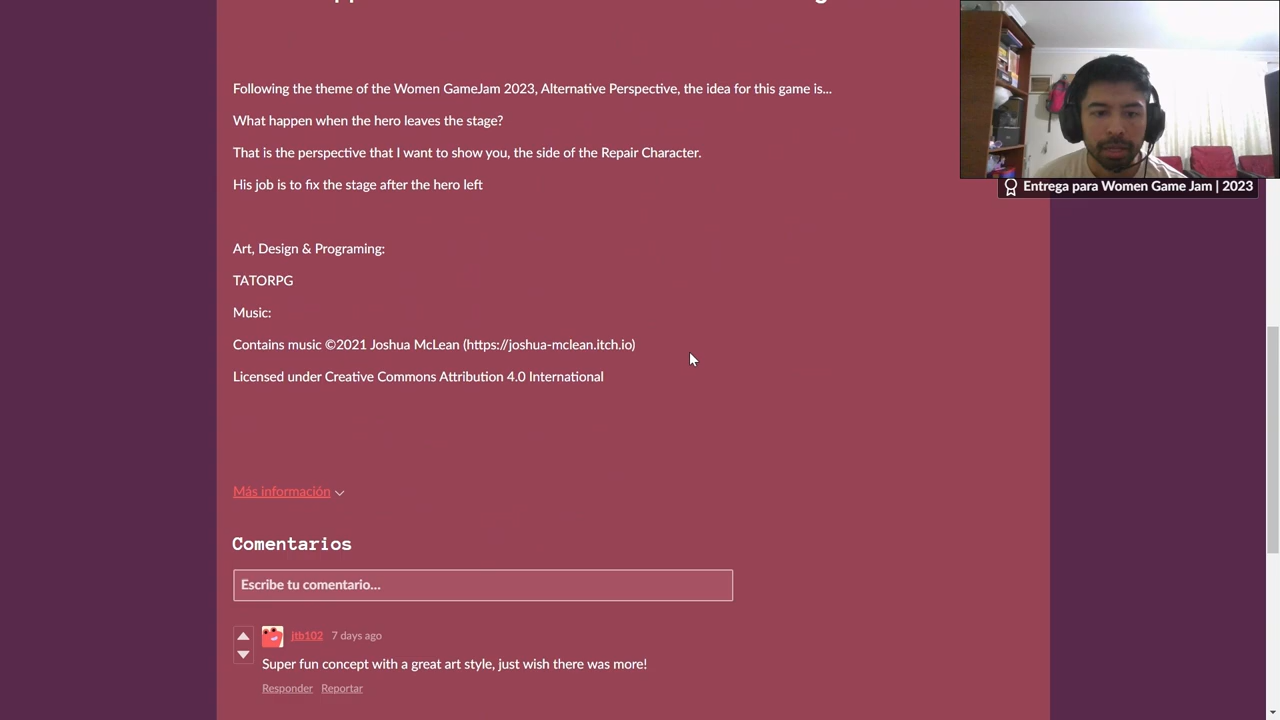 Following the theme of the Women GameJam 2023, Alternative Perspective, the idea for this game is...
What happen when the hero leaves the stage?
That is the perspective that I want to show you, the side of the Repair Character.
His job is to fix the stage after the hero left
Entrega para Women Game Jam | 2023
Art, Design & Programing:
TATORPG
Music:
Contains music ©2021 Joshua McLean (https://joshua-mclean.itch.io)
Licensed under Creative Commons Attribution 4.0 International
Más información
Comentarios
Escribe tu comentario...
jtb102 7 days ago
Super fun concept with a great art style, just wish there was more!
Responder Reportar